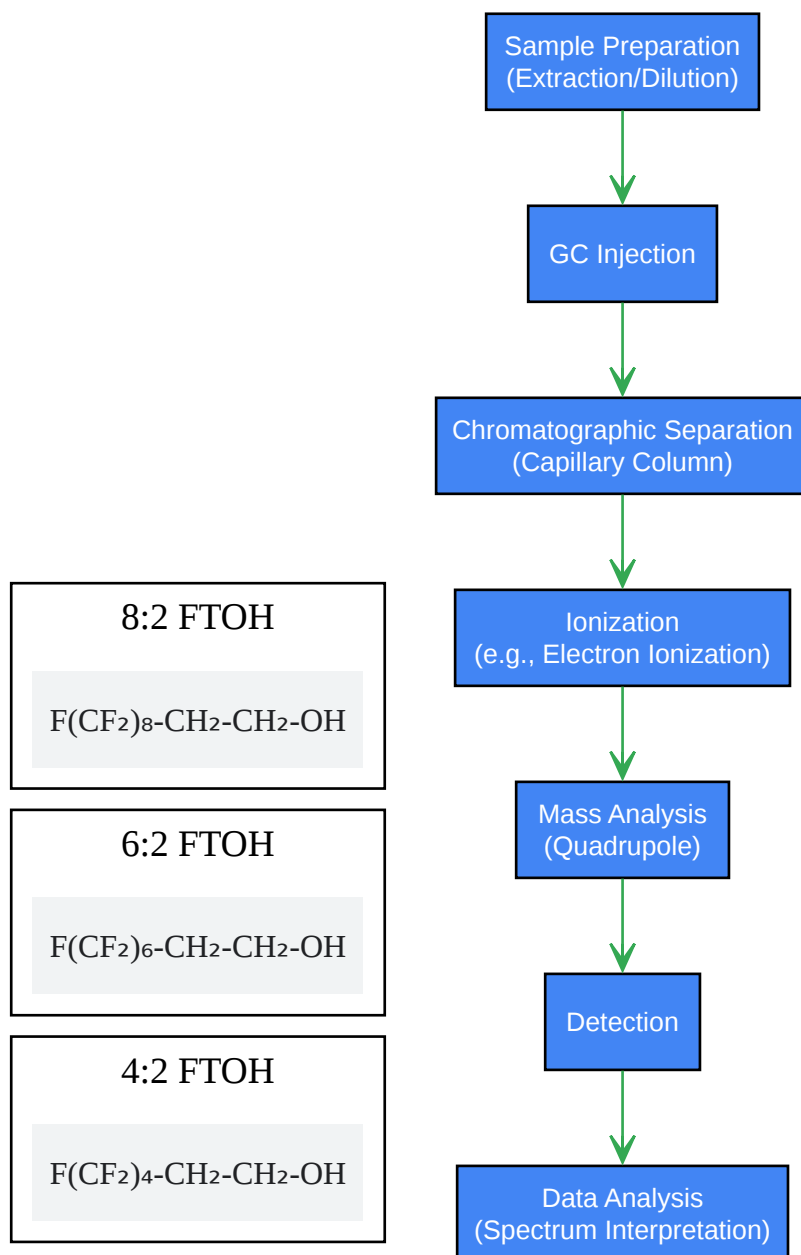 Sample Preparation
(Extraction/Dilution)
GC Injection
Chromatographic Separation
(Capillary Column)
Ionization
(e.g., Electron Ionization)
Mass Analysis
(Quadrupole)
Detection
Data Analysis
(Spectrum Interpretation)
8:2 FTOH
F(CF₂)₈-CH₂-CH₂-OH
6:2 FTOH
F(CF₂)₆-CH₂-CH₂-OH
4:2 FTOH
F(CF₂)₄-CH₂-CH₂-OH